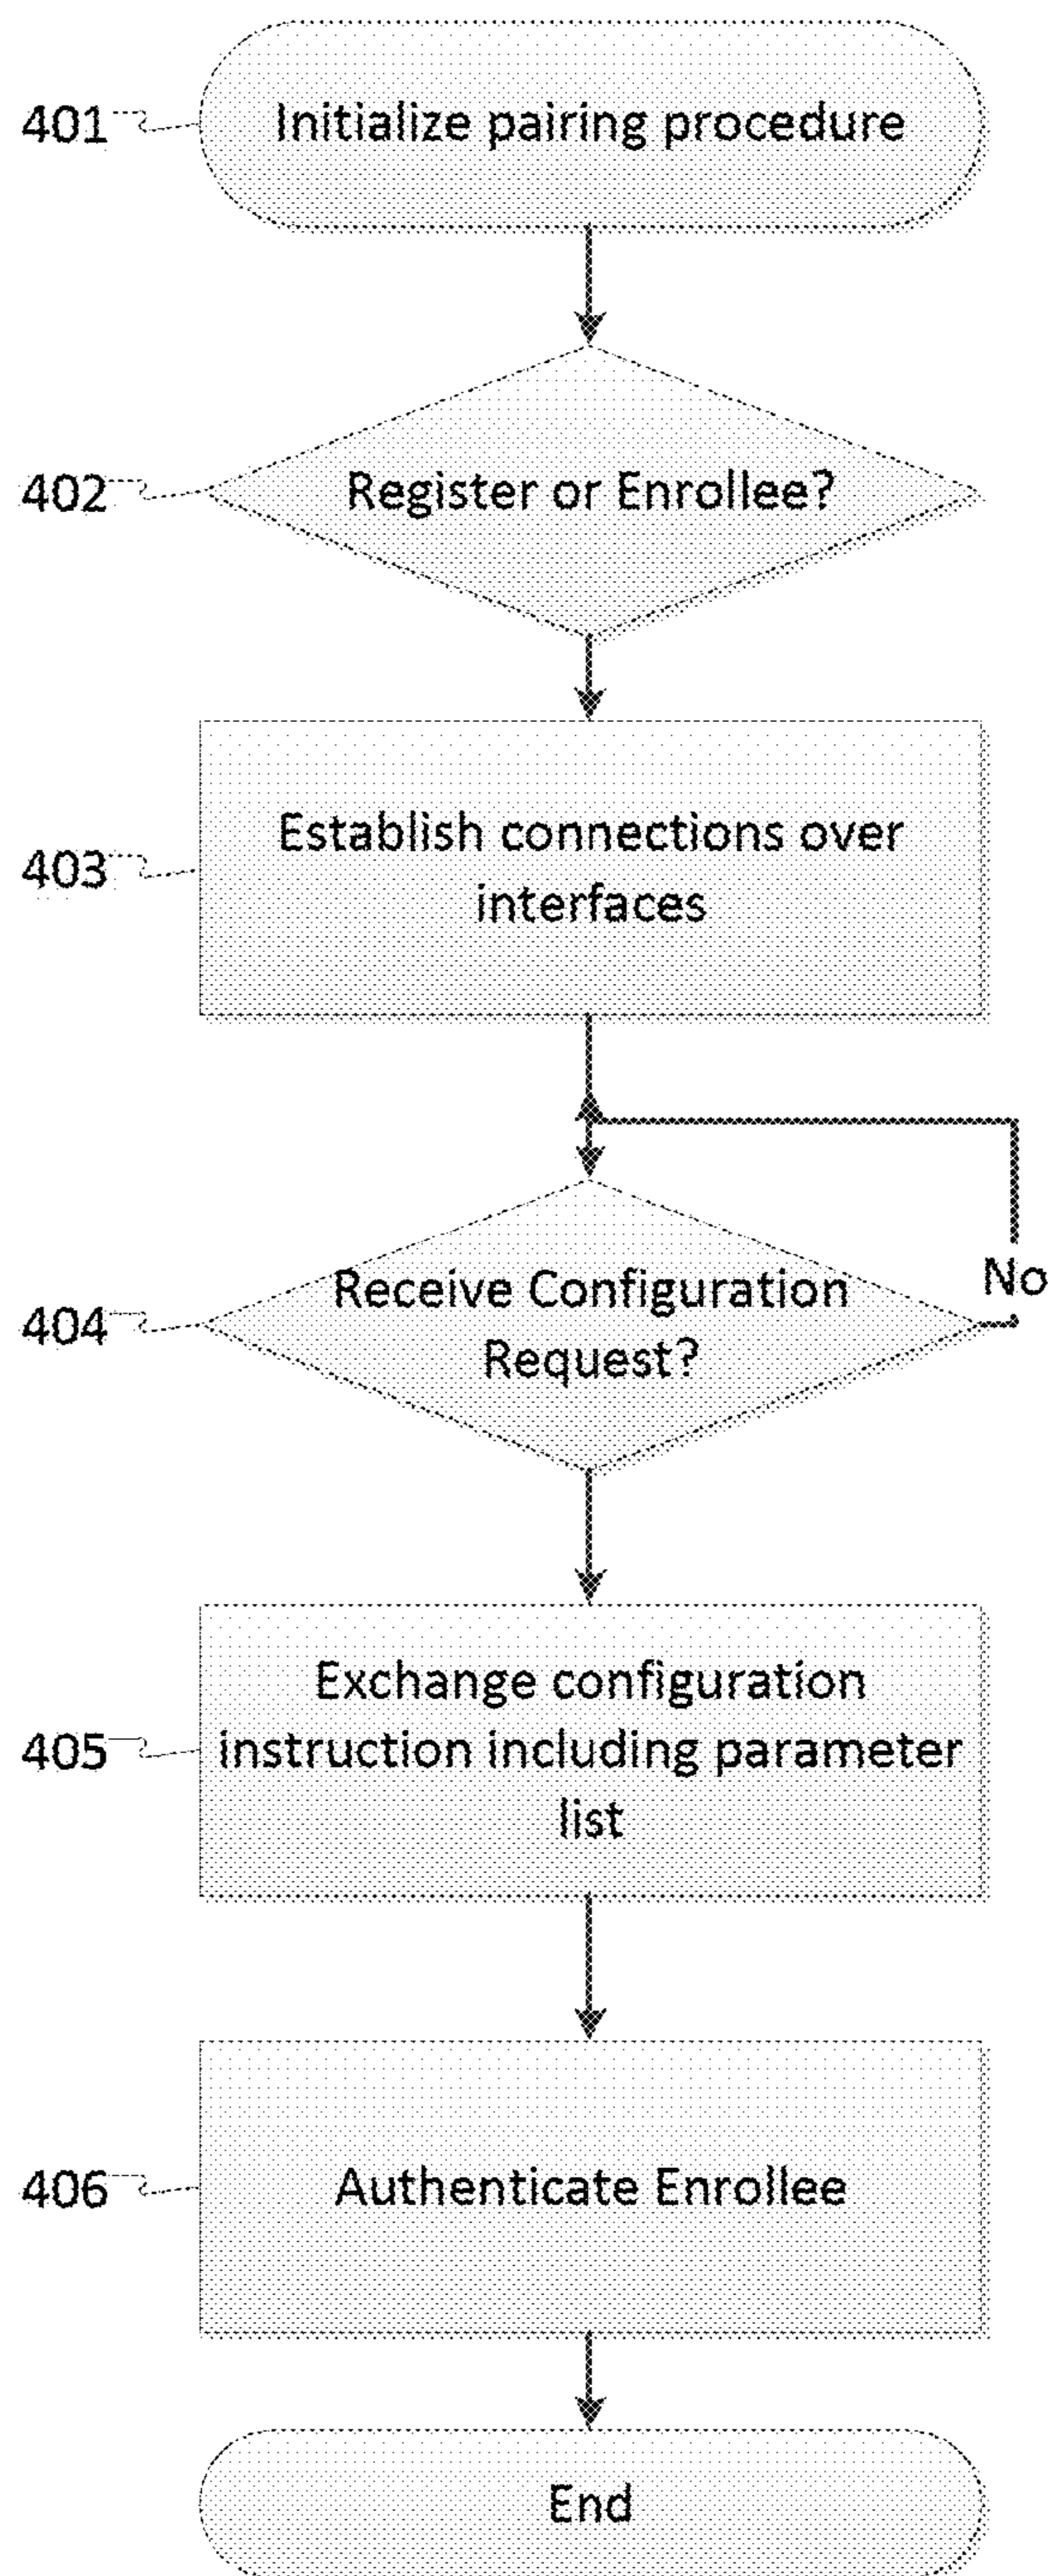 401
Initialize pairing procedure
402
Register or Enrollee?
403
Establish connections over
interfaces
404
Receive Configuration
Request?
No
405
Exchange configuration
instruction including parameter
list
406
Authenticate Enrollee
End